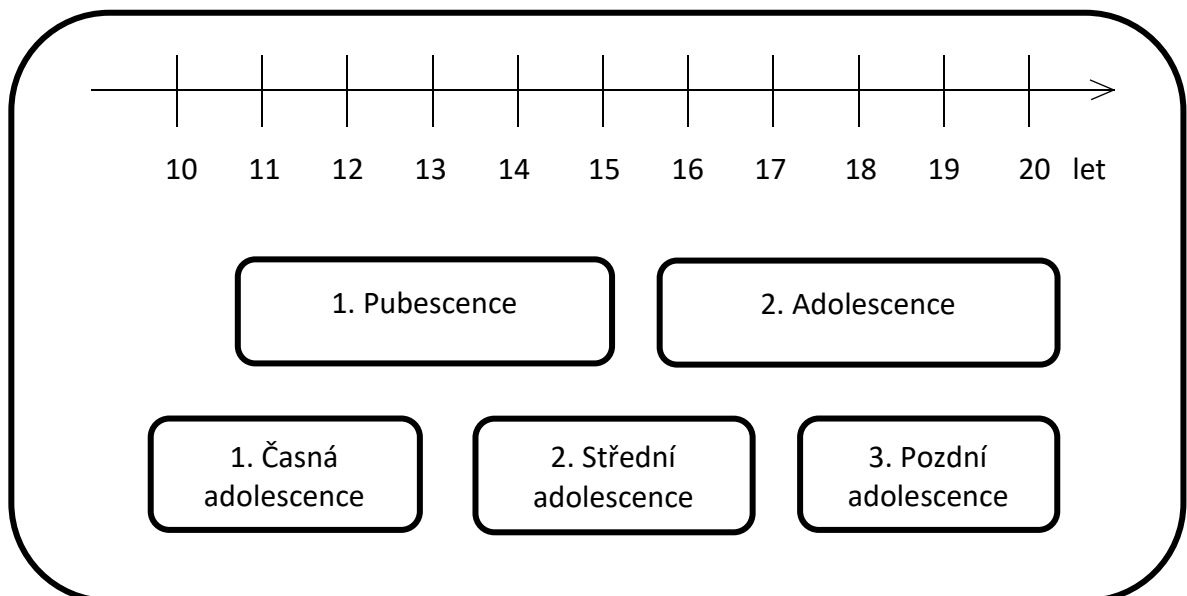 10 11 12 13 14 15 16 17 18 19 20 let
1. Pubescence 2. Adolescence
1. Časná
adolescence
2. Střední
adolescence
3. Pozdní
adolescence